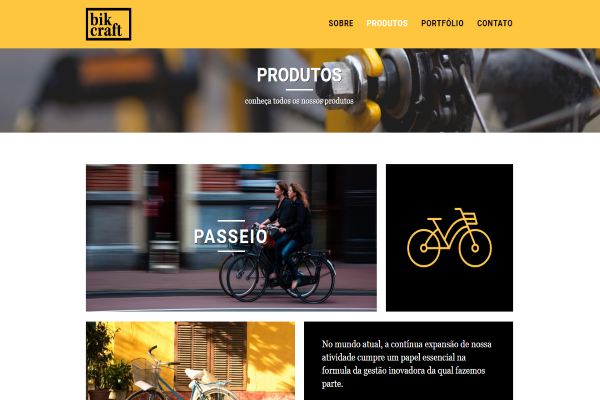 bik
craft
SOBRE PRODUTOS PORTFÓLIO CONTATO
PRODUTOS
conheça todos os nossos produtos
PASSEIO
No mundo atual, a contínua expansão de nossa
atividade cumpre um papel essencial na
formula da gestão inovadora da qual fazemos
parte.